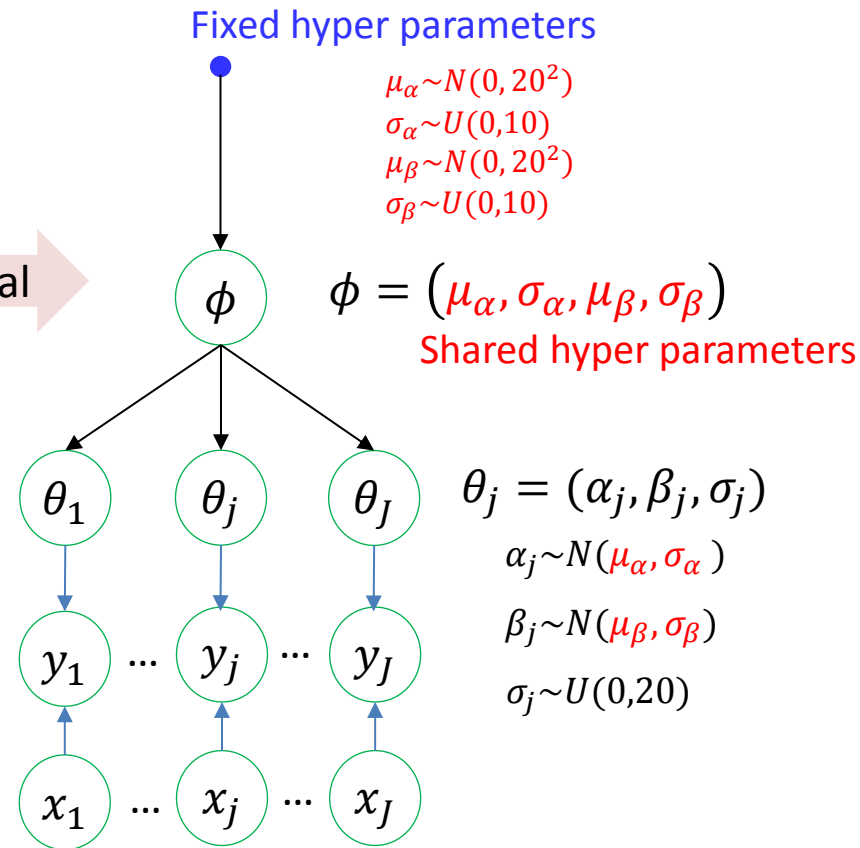 Fixed hyper parameters
μ_α~N(0, 20²)
σ_α~U(0,10)
μ_β~N(0, 20²)
σ_β~U(0,10)
al
ϕ
ϕ = (μ_α, σ_α, μ_β, σ_β)
Shared hyper parameters
θ_1 θ_j θ_J
θ_j = (α_j, β_j, σ_j)
α_j~N(μ_α, σ_α )
β_j~N(μ_β, σ_β)
σ_j~U(0,20)
y_1 ... y_j ... y_J
x_1 ... x_j ... x_J